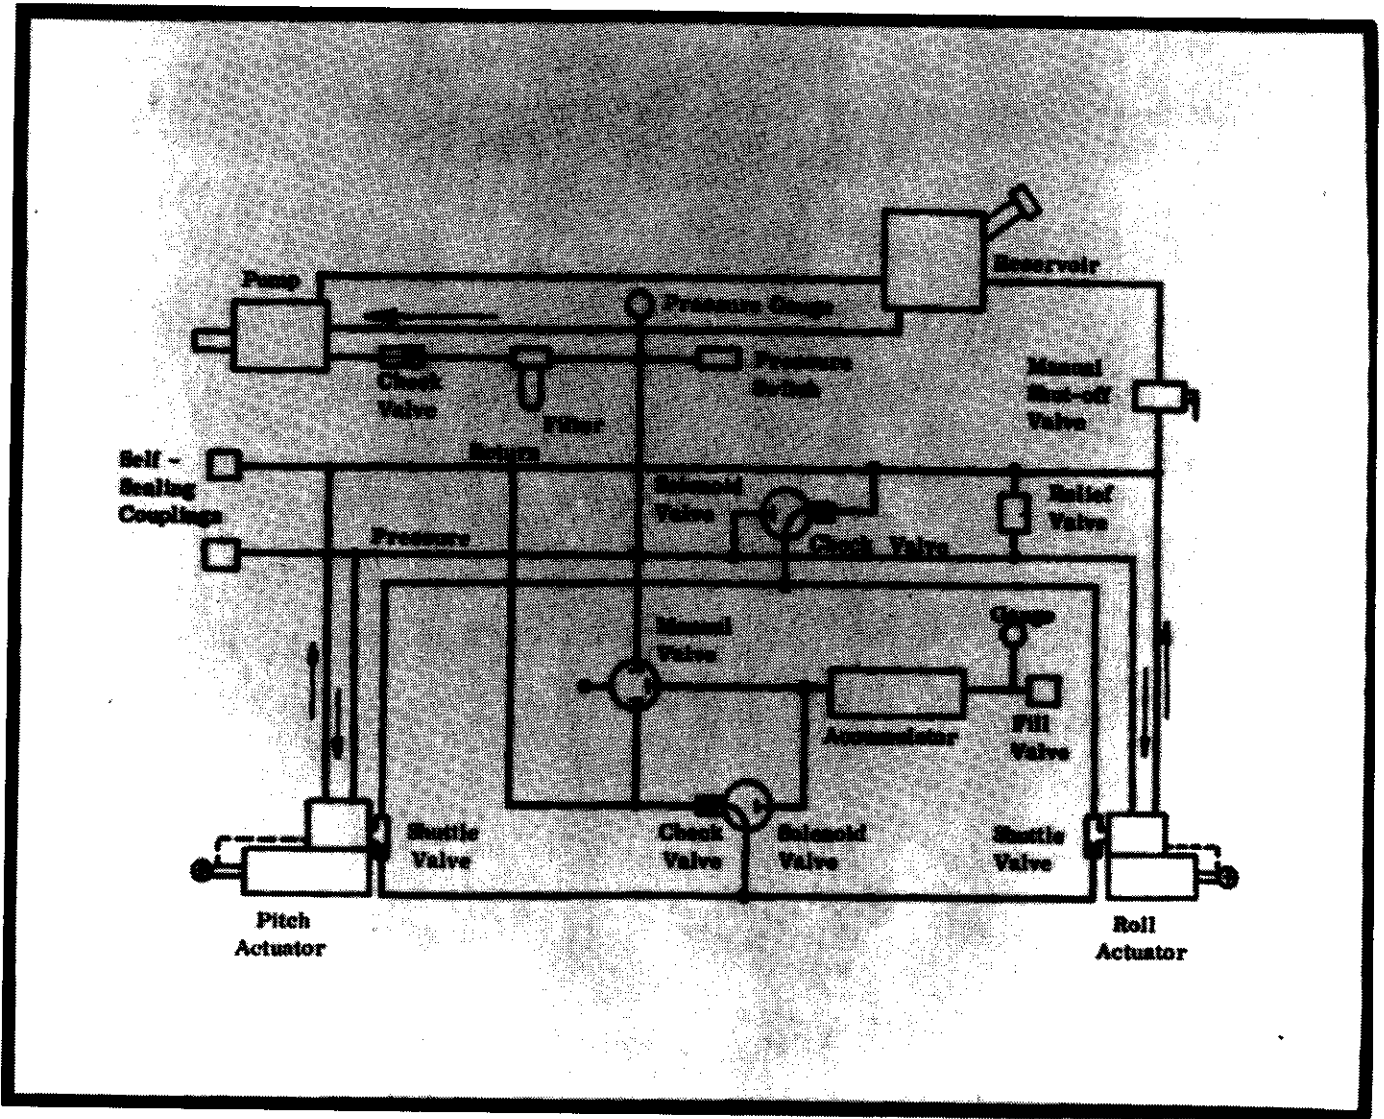 Reservoir
Pump
Pressure Gauge
Check
Valve
Filter
Pressure
Switch
Manual
Shut-off
Valve
Self -
Sealing
Couplings
Return
Solenoid
Valve
Check Valve
Relief
Valve
Pressure
Manual
Valve
Gauge
Accumulator
Fill
Valve
Shuttle
Valve
Check
Valve
Solenoid
Valve
Shuttle
Valve
Pitch
Actuator
Roll
Actuator